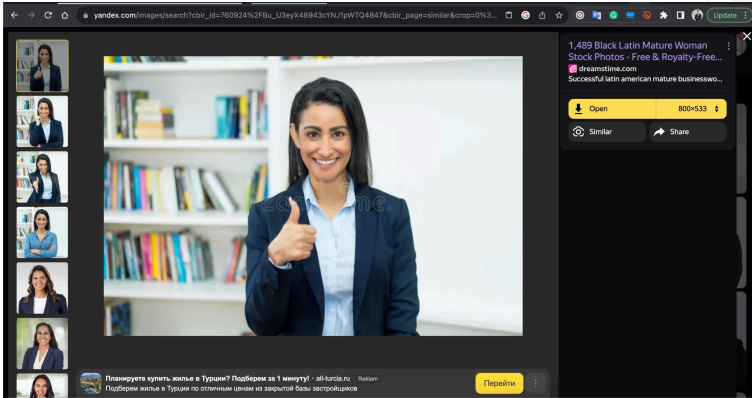 yandex.com/images/search?cbir_id=760924%2FBu_U3eyX48943cYNJ1pWTQ4847&cbir_page=similar&crop=0%3...
Update
1,489 Black Latin Mature Woman
Stock Photos - Free & Royalty-Free...
dreamstime.com
Successful latin american mature businesswo...
Open
800×533
Similar
Share
dreamstime
Планируете купить жилье в Турции? Подберем за 1 минуту! · all-turcia.ru Reklam
Подберем жилье в Турции по отличным ценам из закрытой базы застройщиков
Перейти